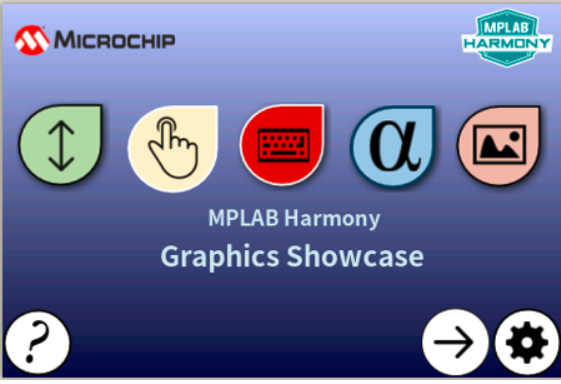 MICROCHIP
MPLAB
HARMONY
α
MPLAB Harmony
Graphics Showcase
?